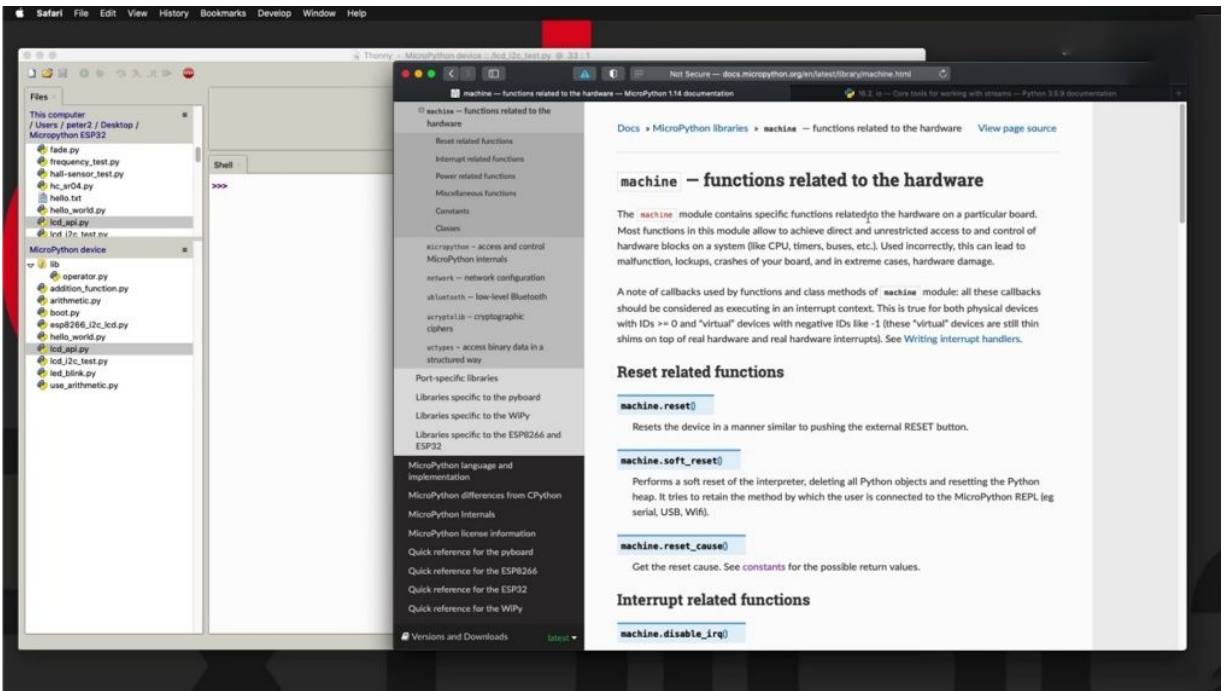 Safari File Edit View History Bookmarks Develop Window Help
Thonny - MicroPython device :: /lcd_i2c_test.py @ 33 : 1
Files
This computer
/ Users / peter2 / Desktop /
Micropython ESP32
fade.py
frequency_test.py
hall-sensor_test.py
hc_sr04.py
hello.txt
hello_world.py
lcd_api.py
lcd_i2c_test.py
MicroPython device
lib
operator.py
addition_function.py
arithmetic.py
boot.py
esp8266_i2c_lcd.py
hello_world.py
lcd_api.py
lcd_i2c_test.py
led_blink.py
use_arithmetic.py
Shell
>>>
Not Secure — docs.micropython.org/en/latest/library/machine.html
machine — functions related to the hardware — MicroPython 1.14 documentation
16.2. io — Core tools for working with streams — Python 3.5.9 documentation
machine — functions related to the
hardware
Reset related functions
Interrupt related functions
Power related functions
Miscellaneous functions
Constants
Classes
micropython – access and control
MicroPython internals
network — network configuration
ubluetooth — low-level Bluetooth
ucryptolib – cryptographic
ciphers
uctypes – access binary data in a
structured way
Port-specific libraries
Libraries specific to the pyboard
Libraries specific to the WiPy
Libraries specific to the ESP8266 and
ESP32
MicroPython language and
implementation
MicroPython differences from CPython
MicroPython Internals
MicroPython license information
Quick reference for the pyboard
Quick reference for the ESP8266
Quick reference for the ESP32
Quick reference for the WiPy
Versions and Downloads latest
Docs » MicroPython libraries » machine — functions related to the hardware View page source
machine — functions related to the hardware
The machine module contains specific functions related to the hardware on a particular board.
Most functions in this module allow to achieve direct and unrestricted access to and control of
hardware blocks on a system (like CPU, timers, buses, etc.). Used incorrectly, this can lead to
malfunction, lockups, crashes of your board, and in extreme cases, hardware damage.
A note of callbacks used by functions and class methods of machine module: all these callbacks
should be considered as executing in an interrupt context. This is true for both physical devices
with IDs >= 0 and “virtual” devices with negative IDs like -1 (these “virtual” devices are still thin
shims on top of real hardware and real hardware interrupts). See Writing interrupt handlers.
Reset related functions
machine.reset()
Resets the device in a manner similar to pushing the external RESET button.
machine.soft_reset()
Performs a soft reset of the interpreter, deleting all Python objects and resetting the Python
heap. It tries to retain the method by which the user is connected to the MicroPython REPL (eg
serial, USB, Wifi).
machine.reset_cause()
Get the reset cause. See constants for the possible return values.
Interrupt related functions
machine.disable_irq()